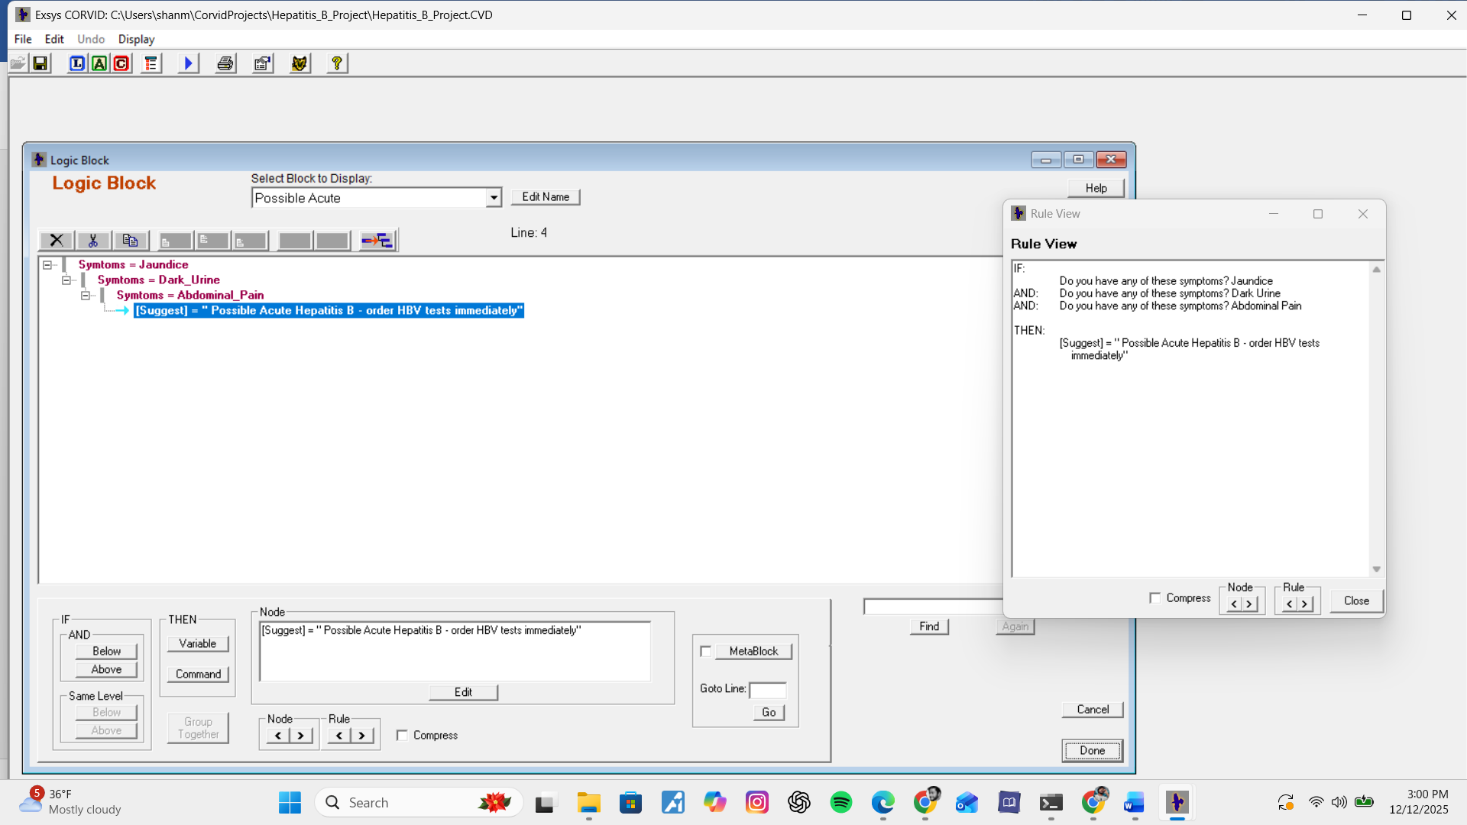 Exsys CORVID: C:\Users\shanm\CorvidProjects\Hepatitis_B_Project\Hepatitis_B_Project.CVD
File Edit Undo Display
L A C ?
Logic Block
Logic Block
Select Block to Display:
Possible Acute
Edit Name
Help
Line: 4
Symtoms = Jaundice
Symtoms = Dark_Urine
Symtoms = Abdominal_Pain
[Suggest] = " Possible Acute Hepatitis B - order HBV tests immediately"
Rule View
Rule View
IF:
Do you have any of these symptoms? Jaundice
AND: Do you have any of these symptoms? Dark Urine
AND: Do you have any of these symptoms? Abdominal Pain
THEN:
[Suggest] = " Possible Acute Hepatitis B - order HBV tests
immediately"
Compress
Node
< >
Rule
< >
Close
IF
AND
Below
Above
Same Level
Below
Above
THEN
Variable
Command
Group
Together
Node
[Suggest] = " Possible Acute Hepatitis B - order HBV tests immediately"
Edit
Node
< >
Rule
< >
Compress
MetaBlock
Goto Line:
Go
Find
Again
Cancel
Done
5
36°F
Mostly cloudy
Search
3:00 PM
12/12/2025